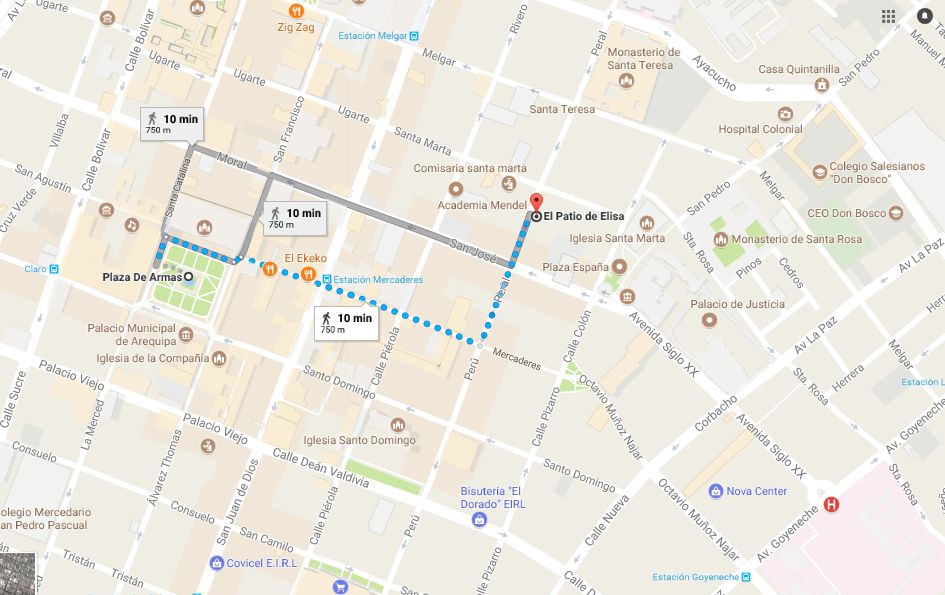 Av La
Calle Bolivar
Zig Zag
Estación Melgar
Rivero
Peral
Monasterio de
Santa Teresa
Ayacucho
Casa Quintanilla
San Pedro
Manuel M
Ugarte
Ugarte
Ugarte
Villalba
Calle Bolívar
10 min
750 m
San Francisco
Santa Marta
Santa Teresa
Hospital Colonial
Moral
Comisaria santa marta
Colegio Salesianos
"Don Bosco"
San Agustín
Santa Catalina
Academia Mendel
San Pedro
Melgar
Cruz Verde
10 min
750 m
El Patio de Elisa
CEO Don Bosco
San José
Iglesia Santa Marta
Sta. Rosa
Monasterio de Santa Rosa
El Ekeko
Claro
Plaza De Armas
Estación Mercaderes
Plaza España
Pinos
Cedros
Av La Paz
Peral
10 min
750 m
Palacio de Justicia
Palacio Municipal
de Arequipa
Iglesia de la Compañía
Calle Piérola
Mercaderes
Calle Colón
Avenida Siglo XX
Av La Paz
Melgar
Perú
Santo Domingo
Sta. Rosa
Herrera
Estación L
Calle Sucre
Palacio Viejo
La Merced
Calle Pizarro
Octavio Muñoz Najar
Corbacho
Palacio Viejo
Iglesia Santo Domingo
Avenida Siglo XX
Av. Goyeneche
Consuelo
Álvarez Thomas
San Juan de Dios
Calle Deán Valdivia
Santo Domingo
Sta. Rosa
olegio Mercedario
an Pedro Pascual
Calle Piérola
Bisuteria "El
Dorado" EIRL
Nova Center
H
Consuelo
Perú
Calle Nueva
Octavio Muñoz Najar
Av. Goyeneche
San Camilo
Tristán
Tristán
Covicel E.I.R.L
Calle Pizarro
Calle Deán Valdivia
Estación Goyeneche